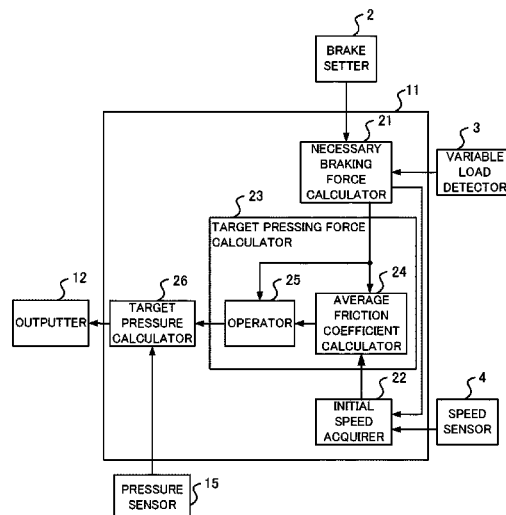 2
BRAKE
SETTER
11
21
3
NECESSARY
BRAKING
FORCE
CALCULATOR
VARIABLE
LOAD
DETECTOR
23
TARGET PRESSING FORCE
CALCULATOR
12
26
25
24
OUTPUTTER
TARGET
PRESSURE
CALCULATOR
OPERATOR
AVERAGE
FRICTION
COEFFICIENT
CALCULATOR
22
4
INITIAL
SPEED
ACQUIRER
SPEED
SENSOR
15
PRESSURE
SENSOR